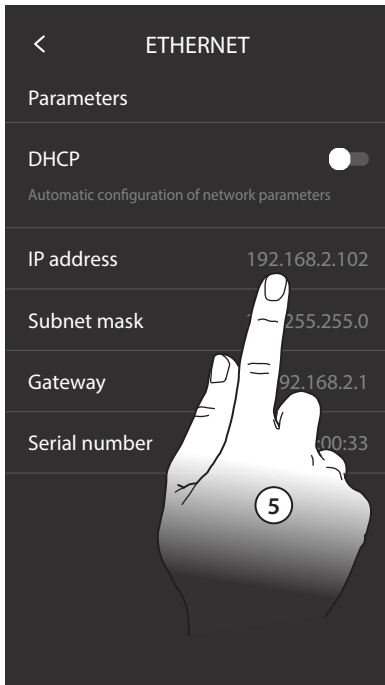 ETHERNET
Parameters
DHCP
Automatic configuration of network parameters
IP address 192.168.2.102
Subnet mask 255.255.0
Gateway 92.168.2.1
Serial number :00:33
5